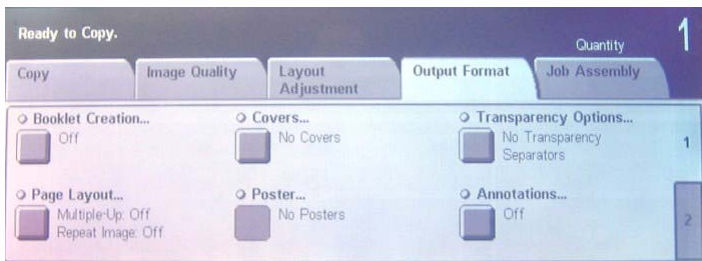 Ready to Copy.
Quantity
1
Copy
Image Quality
Layout
Adjustment
Output Format
Job Assembly
Booklet Creation...
Off
Covers...
No Covers
Transparency Options...
No Transparency
Separators
1
Page Layout...
Multiple-Up: Off
Repeat Image: Off
Poster...
No Posters
Annotations...
Off
2